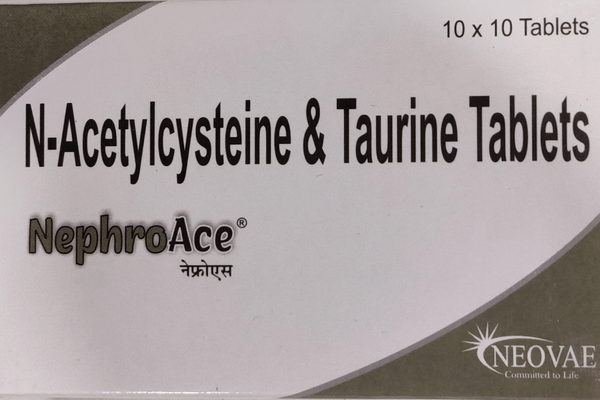 10 x 10 Tablets
N-Acetylcysteine & Taurine Tablets
NephroAce®
नेफ्रोएस
NEOVAE
Committed to Life